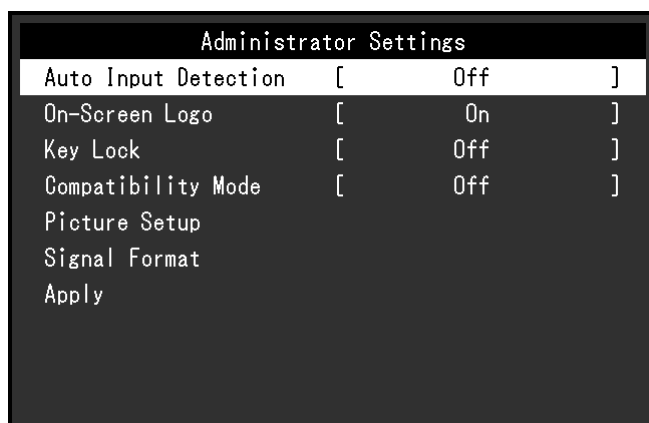 Administrator Settings
Auto Input Detection [ Off ]
On-Screen Logo [ On ]
Key Lock [ Off ]
Compatibility Mode [ Off ]
Picture Setup
Signal Format
Apply